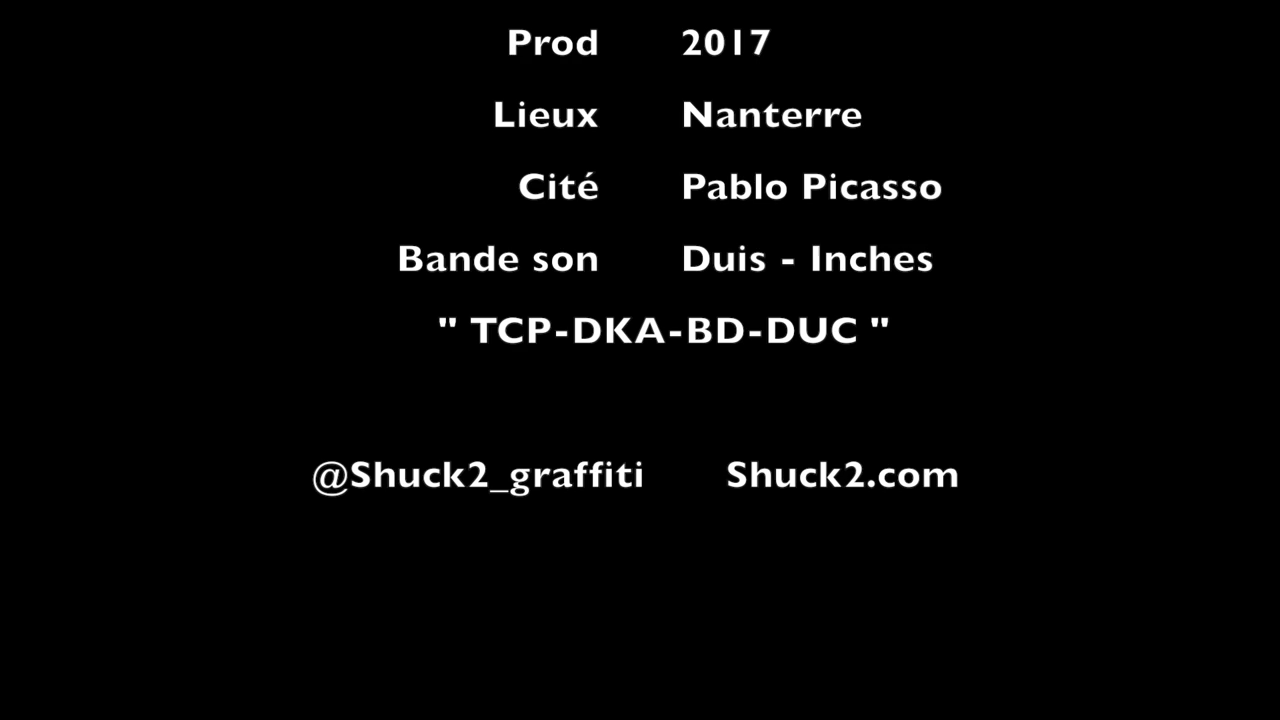 Prod 2017
Lieux Nanterre
Cité Pablo Picasso
Bande son Duis - Inches
" TCP-DKA-BD-DUC "
@Shuck2_graffiti Shuck2.com